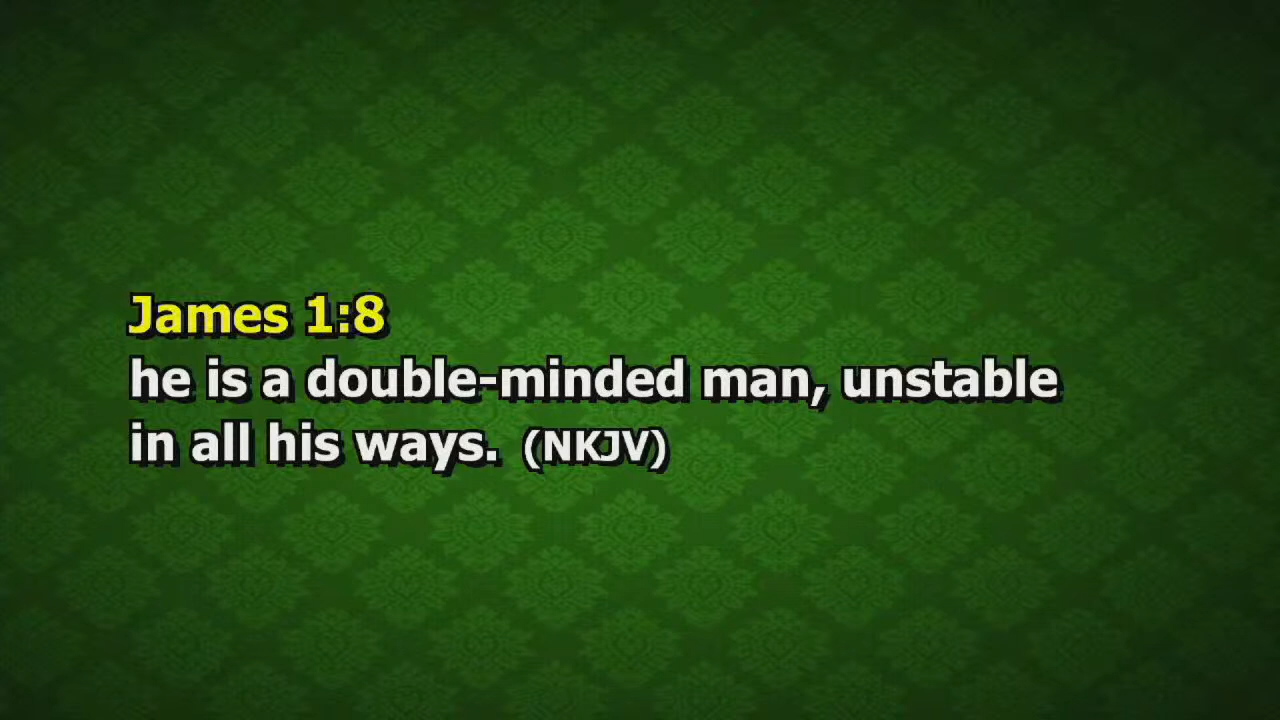 James 1:8
he is a double-minded man, unstable
in all his ways. (NKJV)